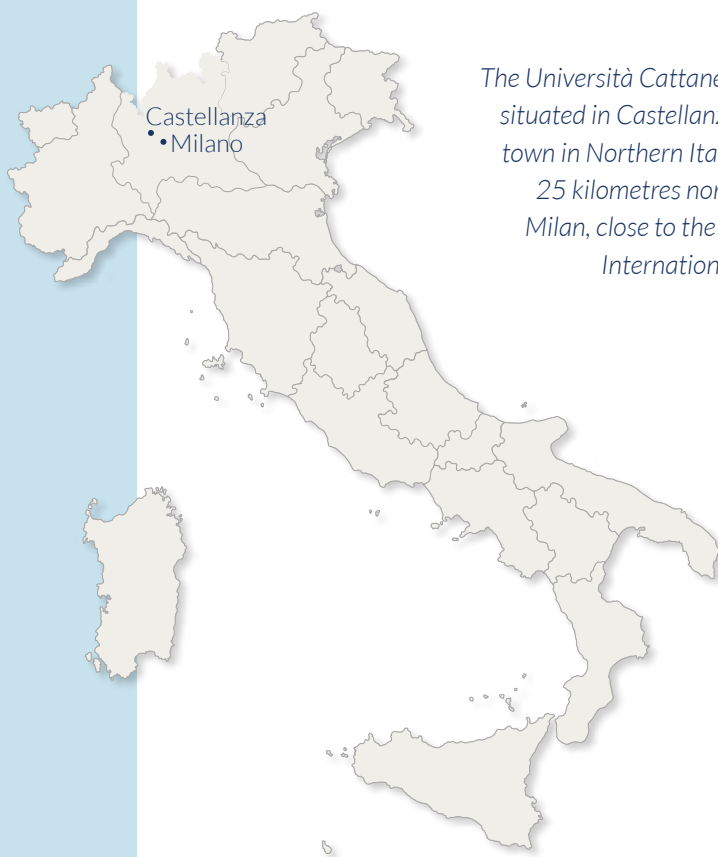 The Università Cattane
situated in Castellanz
town in Northern Ita
25 kilometres nor
Milan, close to the
Internation
Castellanza
Milano